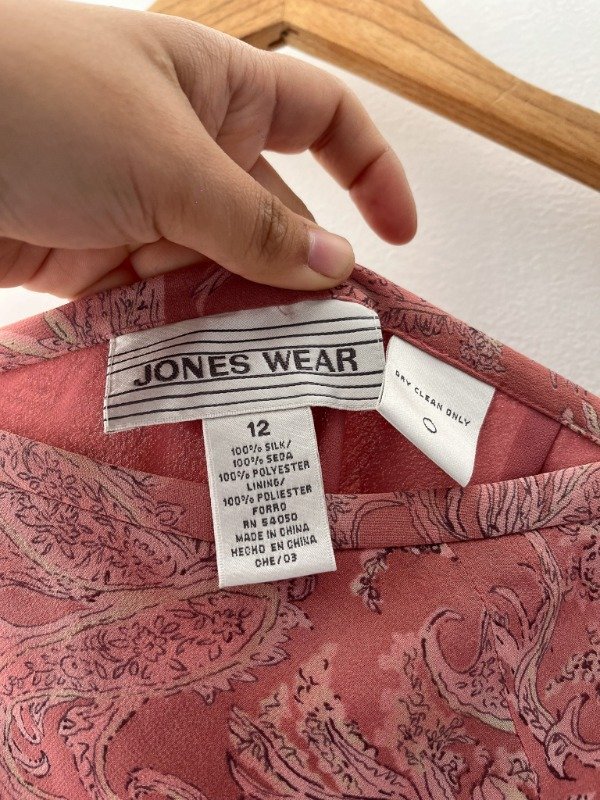 JONES WEAR
12
100% SILK/
100% SEDA
100% POLYESTER
LINING/
100% POLIESTER
FORRO
RN 54050
MADE IN CHINA
HECHO EN CHINA
CHE/03
DRY CLEAN ONLY